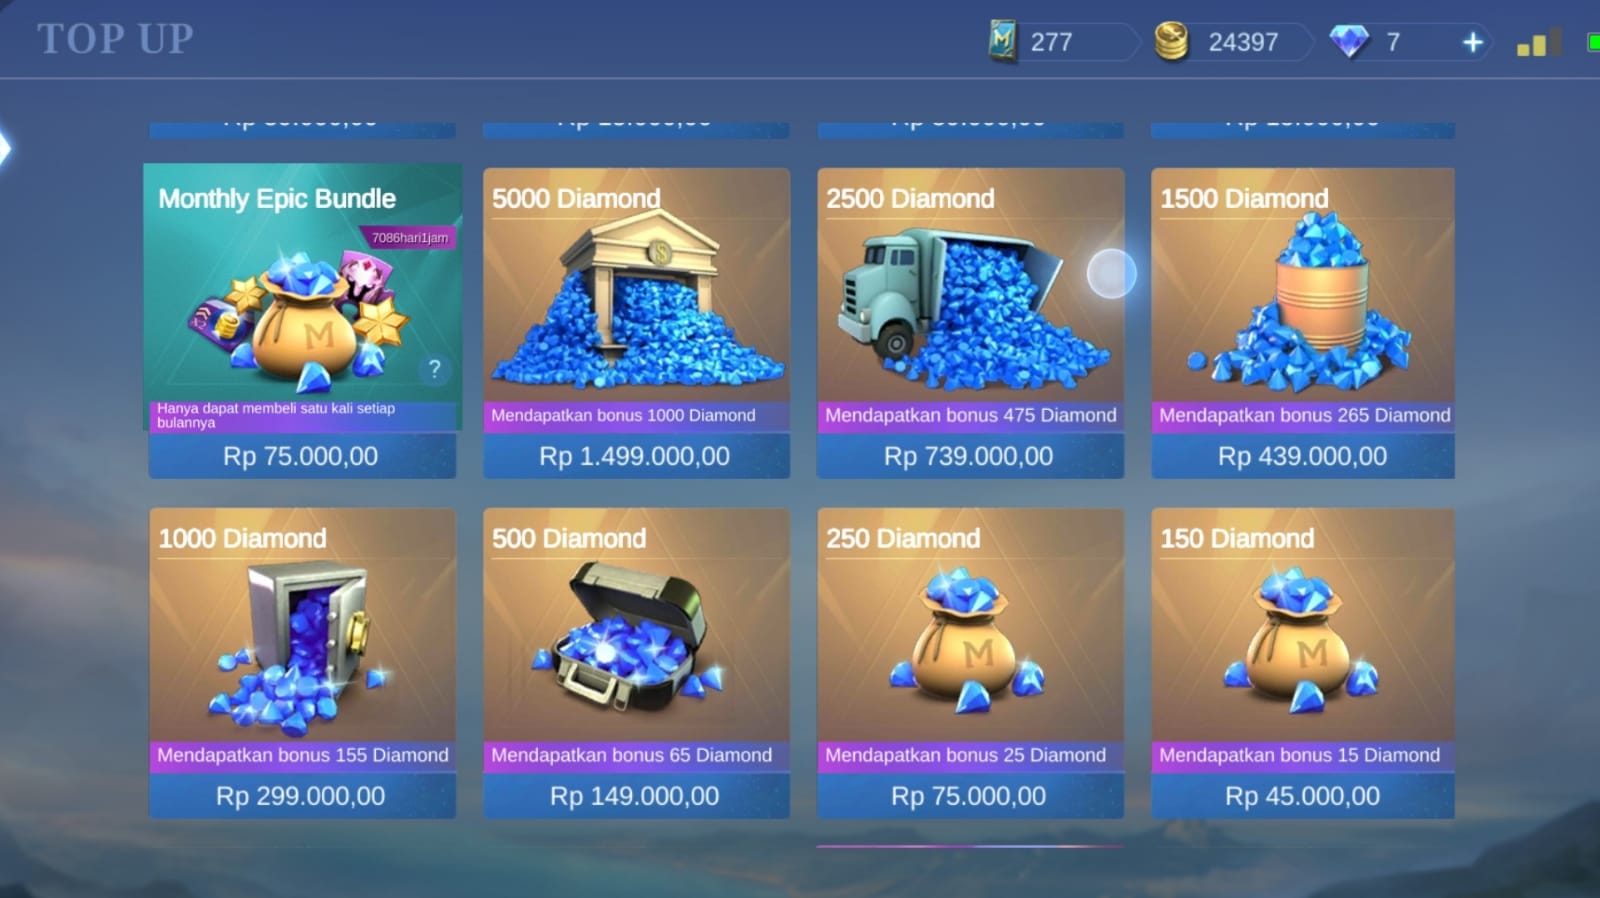 TOP UP
277
24397
7
Monthly Epic Bundle
7086hari1jam
?
Hanya dapat membeli satu kali setiap
bulannya
Rp 75.000,00
5000 Diamond
Mendapatkan bonus 1000 Diamond
Rp 1.499.000,00
2500 Diamond
Mendapatkan bonus 475 Diamond
Rp 739.000,00
1500 Diamond
Mendapatkan bonus 265 Diamond
Rp 439.000,00
1000 Diamond
Mendapatkan bonus 155 Diamond
Rp 299.000,00
500 Diamond
Mendapatkan bonus 65 Diamond
Rp 149.000,00
250 Diamond
M
Mendapatkan bonus 25 Diamond
Rp 75.000,00
150 Diamond
M
Mendapatkan bonus 15 Diamond
Rp 45.000,00